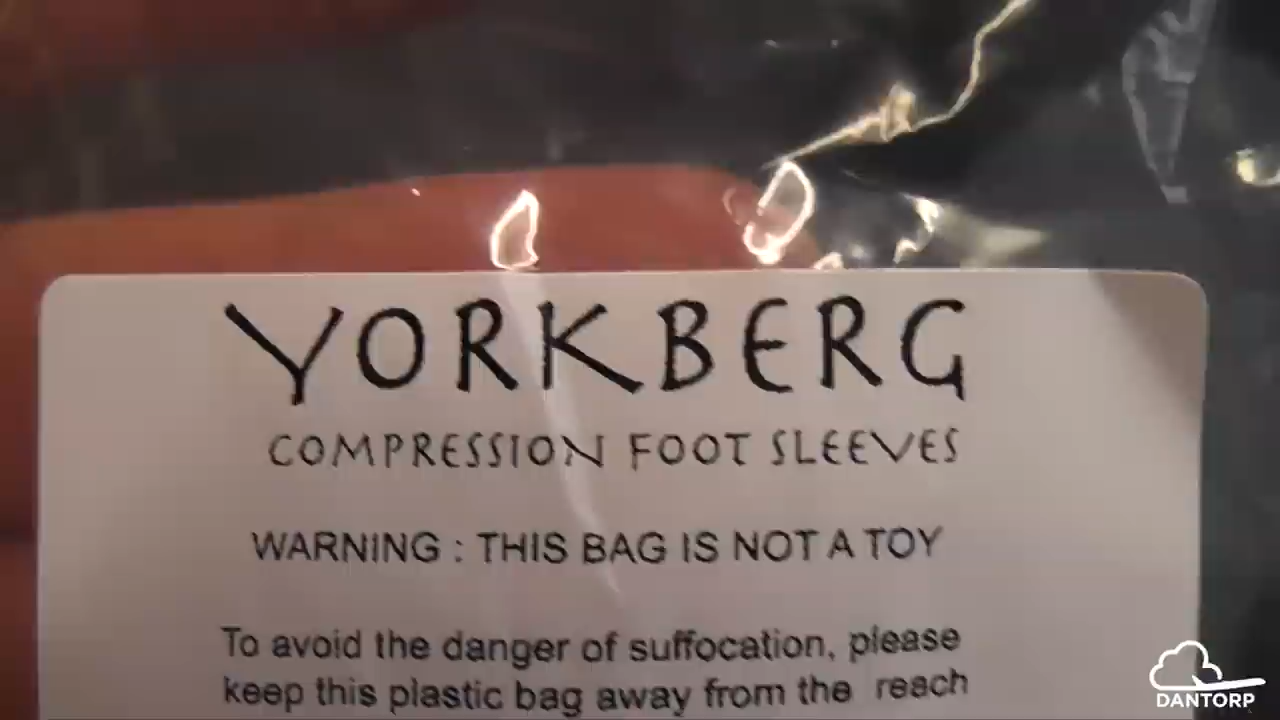 YORKBERG
COMPRESSION FOOT SLEEVES
WARNING : THIS BAG IS NOT A TOY
To avoid the danger of suffocation, please
keep this plastic bag away from the reach
DANTORP